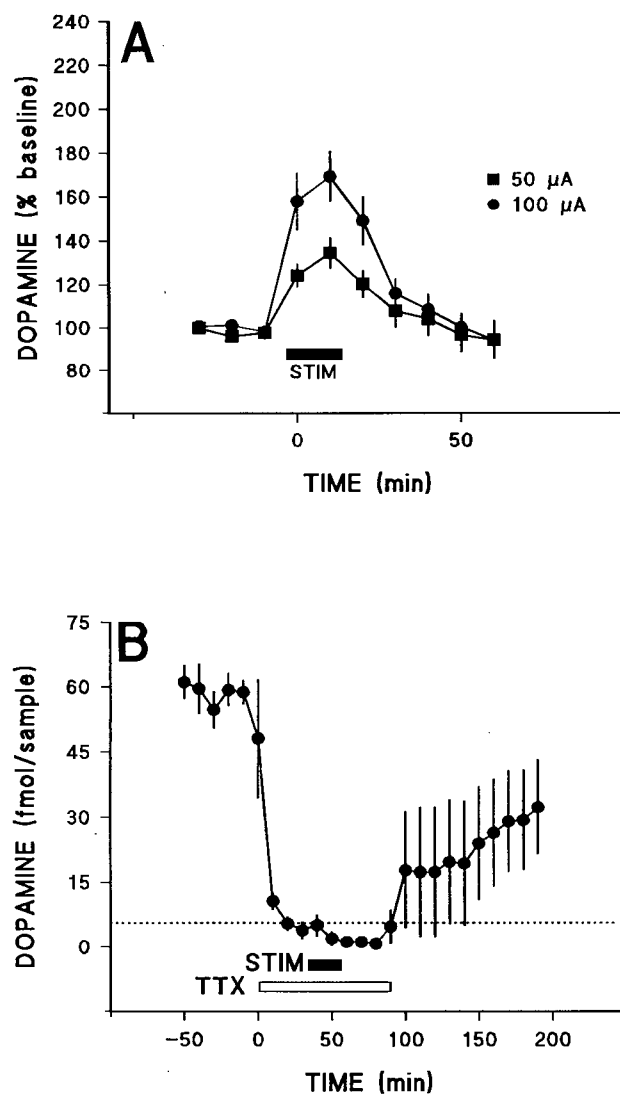 A
DOPAMINE (% baseline)
240
220
200
180
160
140
120
100
80
50 µA
100 µA
STIM
0
50
TIME (min)
B
DOPAMINE (fmol/sample)
75
60
45
30
15
0
STIM
TTX
−50
0
50
100
150
200
TIME (min)